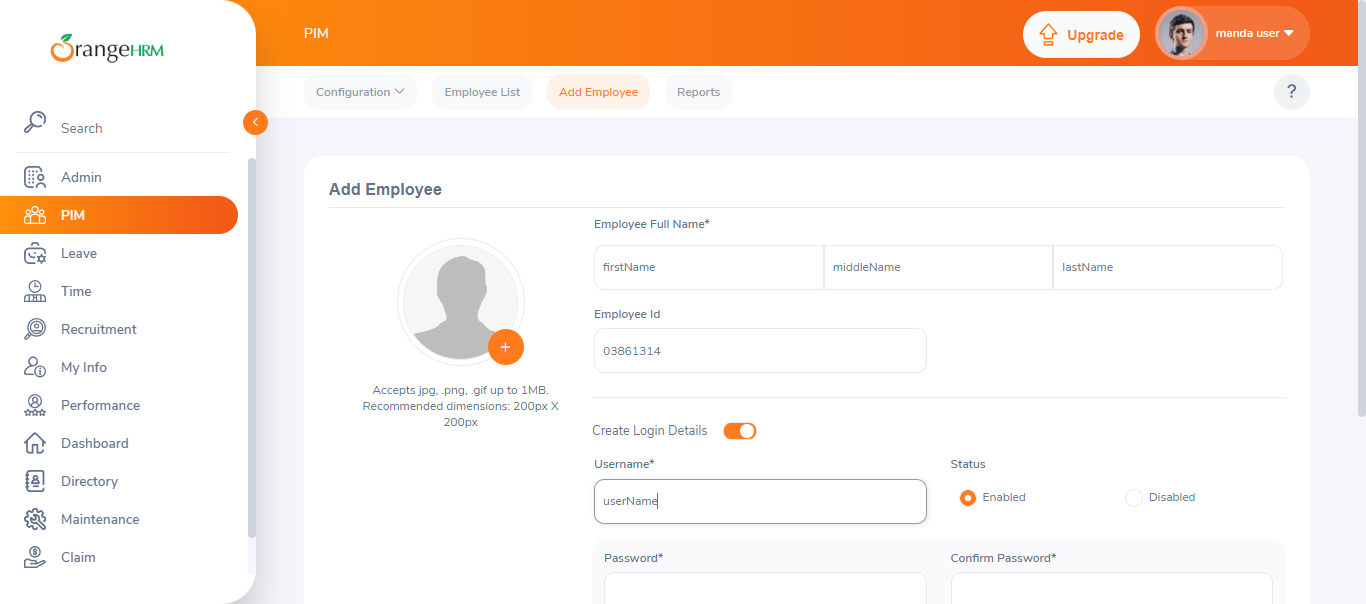 OrangeHRM
PIM
Upgrade
manda user
Configuration
Employee List
Add Employee
Reports
?
Search
Admin
PIM
Leave
Time
Recruitment
My Info
Performance
Dashboard
Directory
Maintenance
Claim
Add Employee
Accepts jpg, .png, .gif up to 1MB.
Recommended dimensions: 200px X
200px
Employee Full Name*
firstName middleName lastName
Employee Id
03861314
Create Login Details
Username*
userName
Status
Enabled Disabled
Password* Confirm Password*